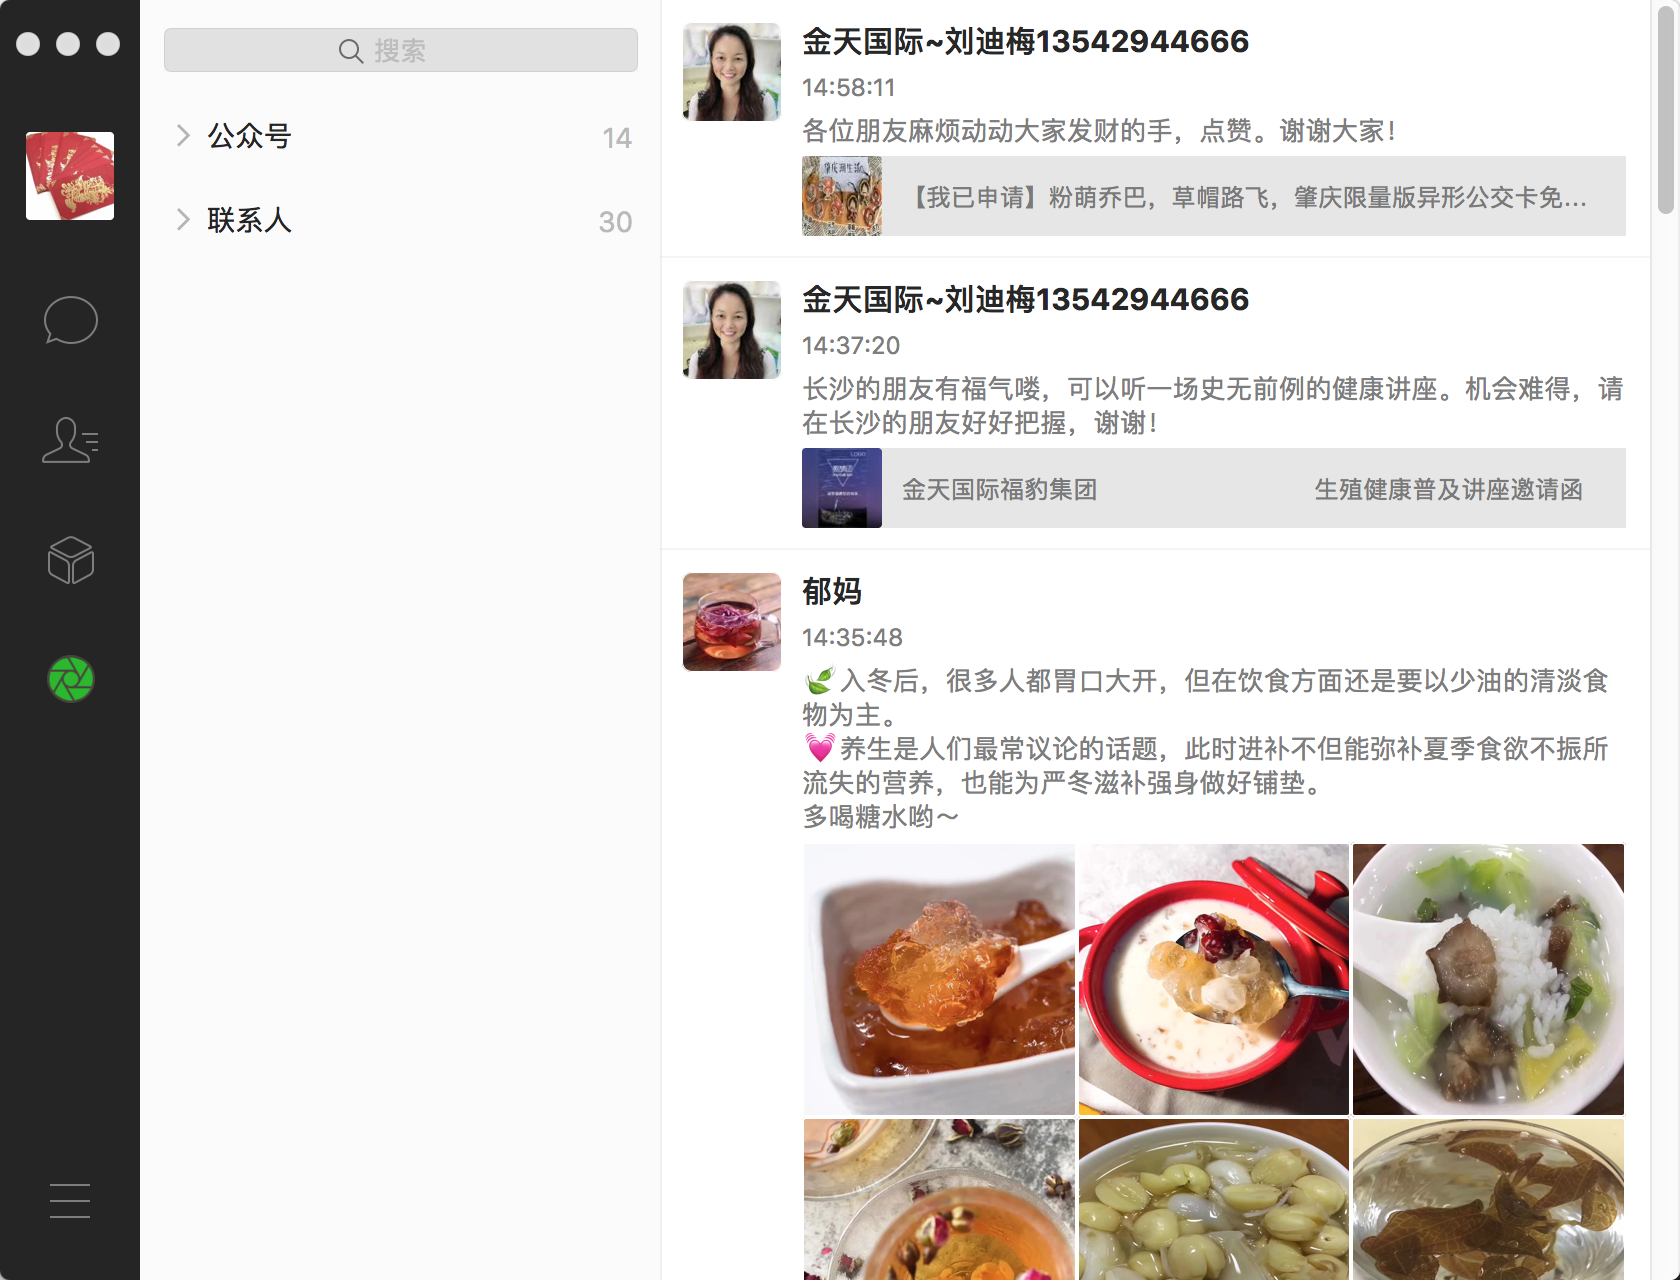 搜索
公众号 14
联系人 30
金天国际~刘迪梅13542944666
14:58:11
各位朋友麻烦动动大家发财的手，点赞。谢谢大家！
【我已申请】粉萌乔巴，草帽路飞，肇庆限量版异形公交卡免...
金天国际~刘迪梅13542944666
14:37:20
长沙的朋友有福气喽，可以听一场史无前例的健康讲座。机会难得，请
在长沙的朋友好好把握，谢谢！
金天国际福豹集团 生殖健康普及讲座邀请函
郁妈
14:35:48
🍃入冬后，很多人都胃口大开，但在饮食方面还是要以少油的清淡食
物为主。
💓养生是人们最常议论的话题，此时进补不但能弥补夏季食欲不振所
流失的营养，也能为严冬滋补强身做好铺垫。
多喝糖水哟～